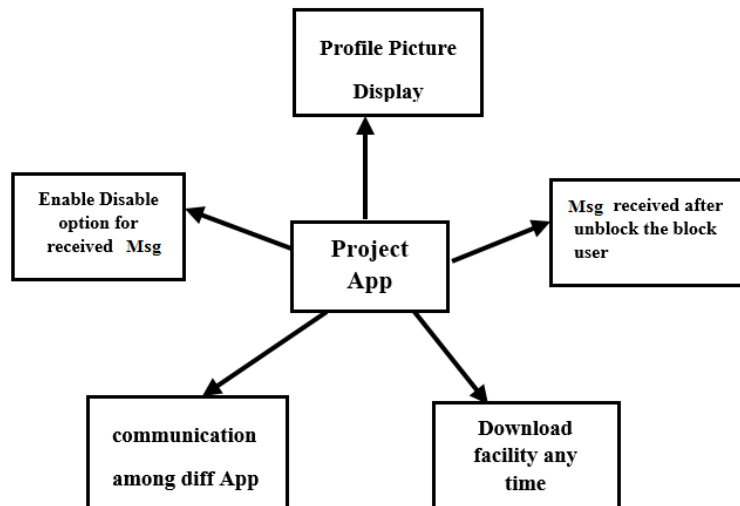 Profile Picture
Display
Enable Disable
option for
received Msg
Project
App
Msg received after
unblock the block
user
communication
among diff App
Download
facility any
time